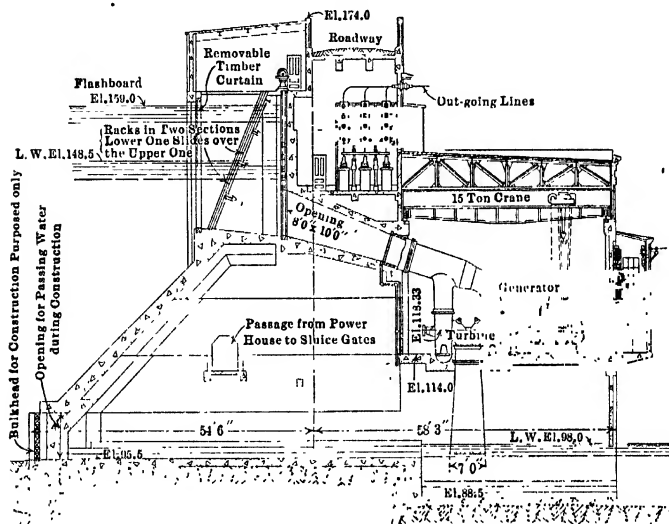 El.174.0
Roadway
Removable
Timber
Curtain
Flashboard
El.159.0
Out-going Lines
Racks in Two Sections
Lower One Slides over
the Upper One
L.W.El.148.5
15 Ton Crane
Opening
8'0"x 10'0"
Generator
El.118.33
Turbine
Passage from Power
House to Sluice Gates
El.114.0
Bulkhead for Construction Purposed only
Opening for Passing Water
during Construction
54'6"
58'3"
L.W.El.98.0
El.95.5
7'0"
El.88.5